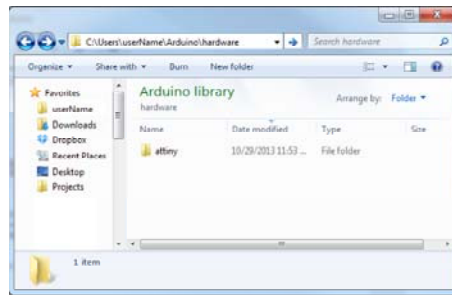 C:\Users\userName\Arduino\hardware
Search hardware
Organize
Share with
Burn
New folder
Favorites
userName
Downloads
Dropbox
Recent Places
Desktop
Projects
Arduino library
hardware
Arrange by: Folder
Name
Date modified
Type
Size
attiny
10/29/2013 11:53 ...
File folder
1 item